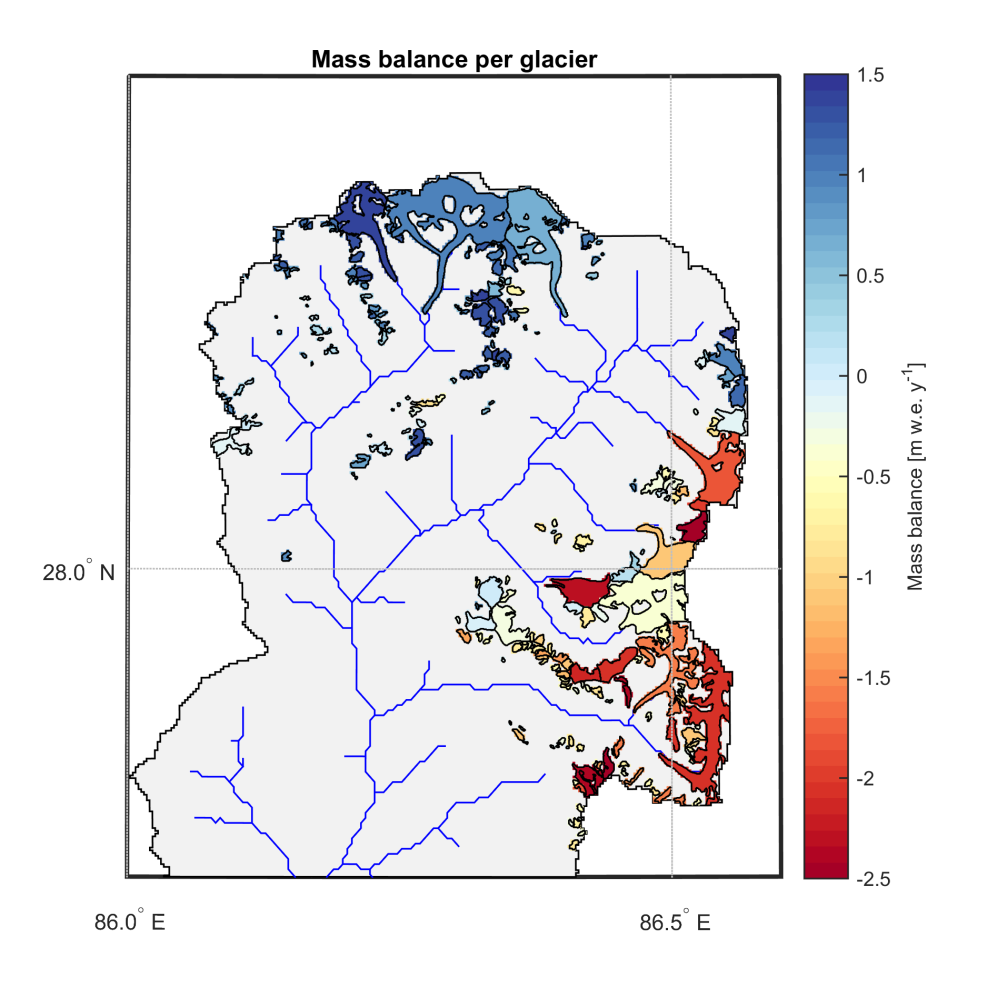 Mass balance per glacier
1.5
1
0.5
0
-0.5
-1
-1.5
-2
-2.5
Mass balance [m w.e. y⁻¹]
28.0° N
86.0° E
86.5° E